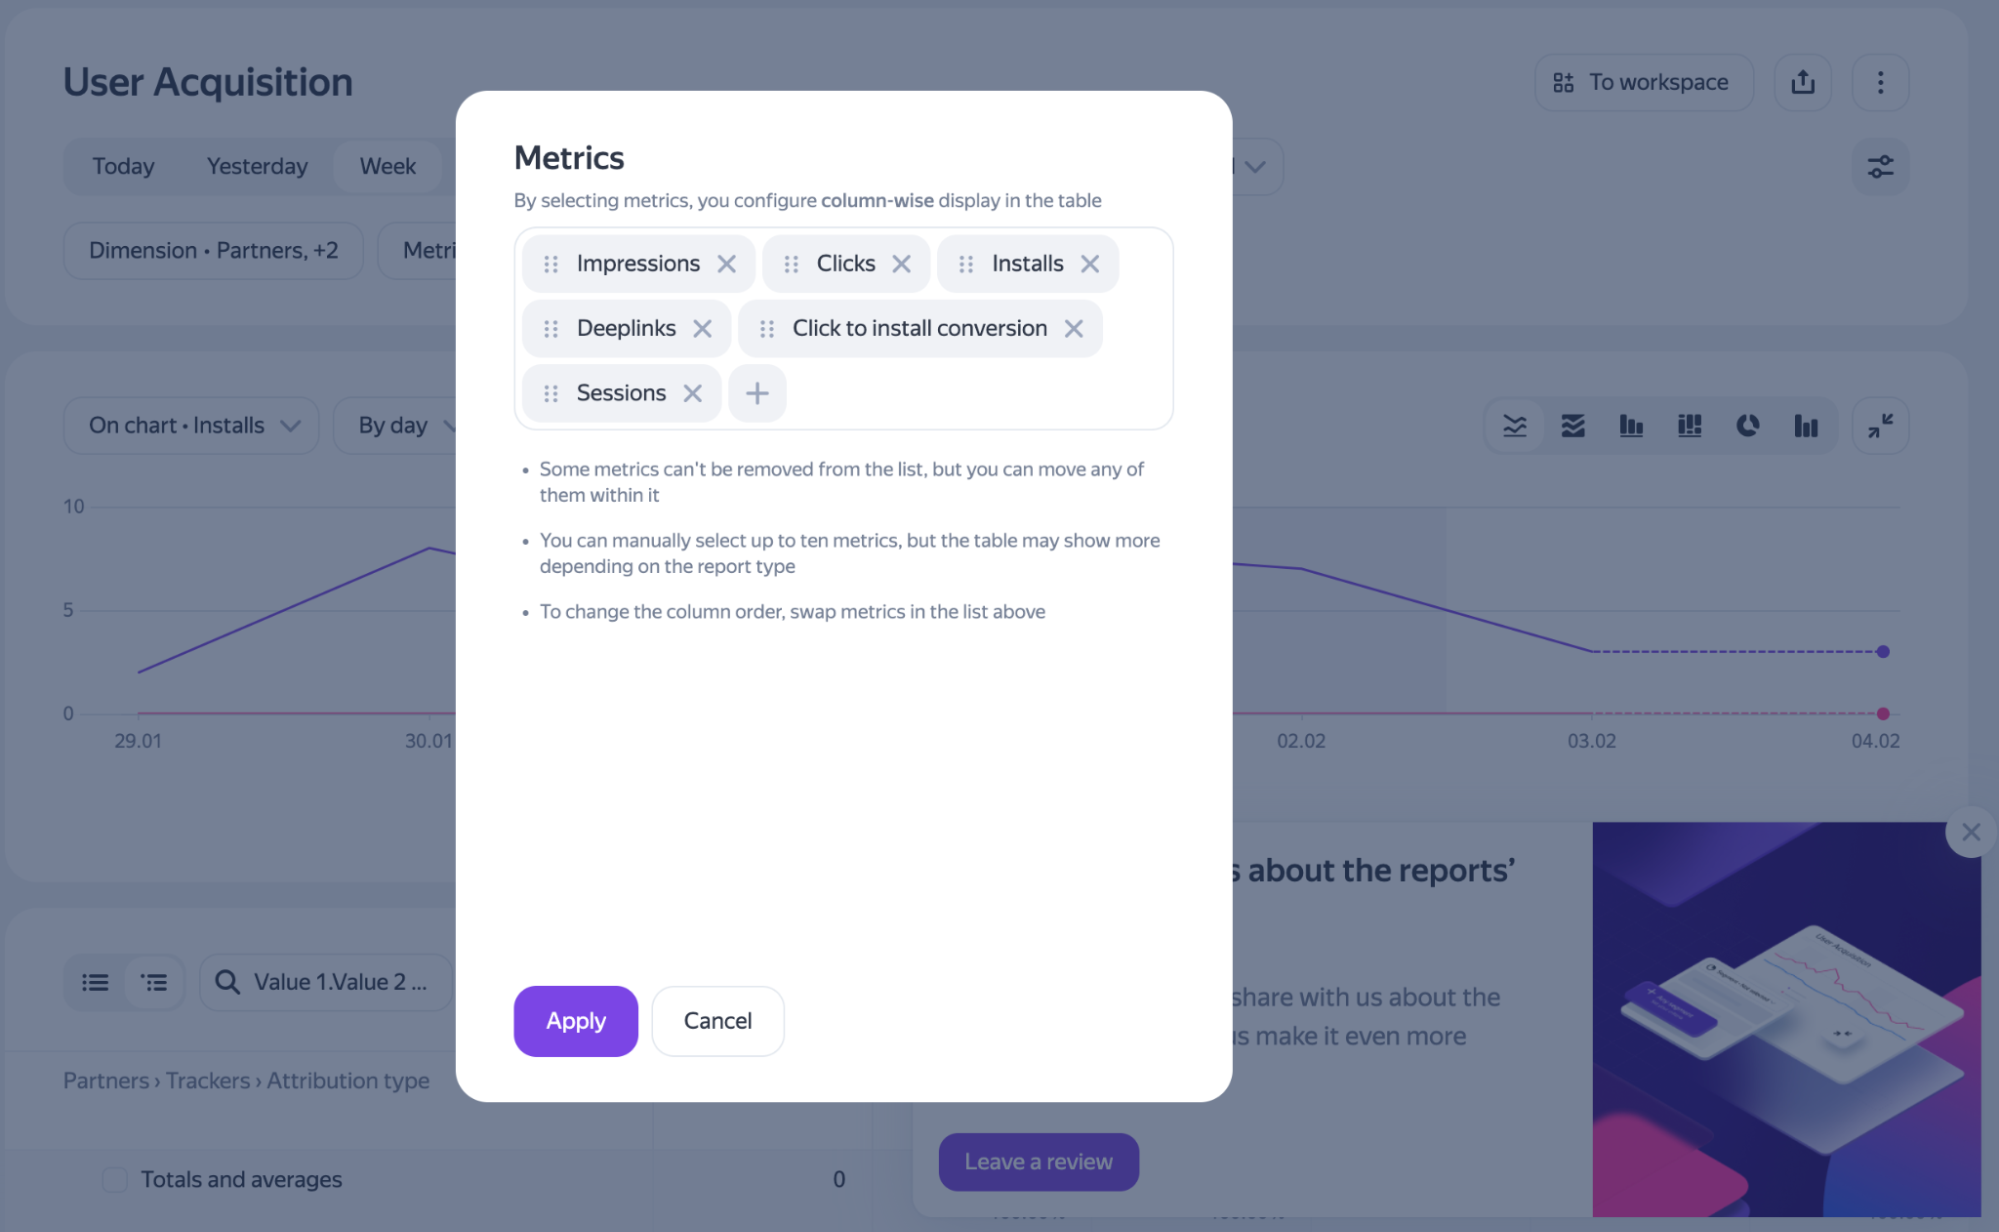 User Acquisition
To workspace
Today
Yesterday
Week
Dimension • Partners, +2
Metri
Metrics
By selecting metrics, you configure column-wise display in the table
Impressions
Clicks
Installs
Deeplinks
Click to install conversion
Sessions
• Some metrics can't be removed from the list, but you can move any of
them within it
• You can manually select up to ten metrics, but the table may show more
depending on the report type
• To change the column order, swap metrics in the list above
Apply
Cancel
On chart • Installs
By day
10
5
0
29.01
30.01
02.02
03.02
04.02
s about the reports’
share with us about the
us make it even more
User Acquisition
Leave a review
Value 1.Value 2 ...
Partners › Trackers › Attribution type
Totals and averages
0